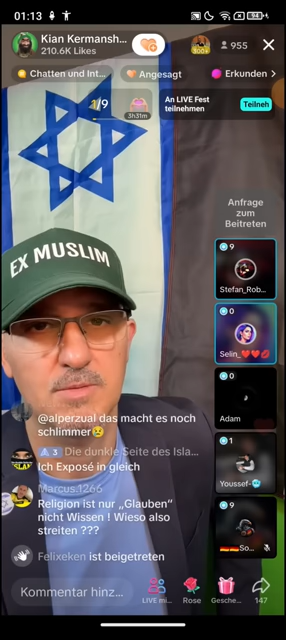 01:13
94
Kian Kermansh...
210.6K Likes
955
Chatten und Int...
Angesagt
Erkunden
1/9
3h31m
An LIVE Fest
teilnehmen
Teilneh
Anfrage
zum
Beitreten
EX MUSLIM
9
Stefan_Rob...
0
Selin_❤️❤️💋
0
Adam
1
Youssef-
9
🇩🇪🇩🇪So...
@alperzual das macht es noch
schlimmer😢
3 Die dunkle Seite des Isla...
Ich Exposé in gleich
Marcus.1266
Religion ist nur „Glauben“
nicht Wissen ! Wieso also
streiten ???
Felixeken ist beigetreten
Kommentar hinz...
LIVE mi...
Rose
Gesche...
147